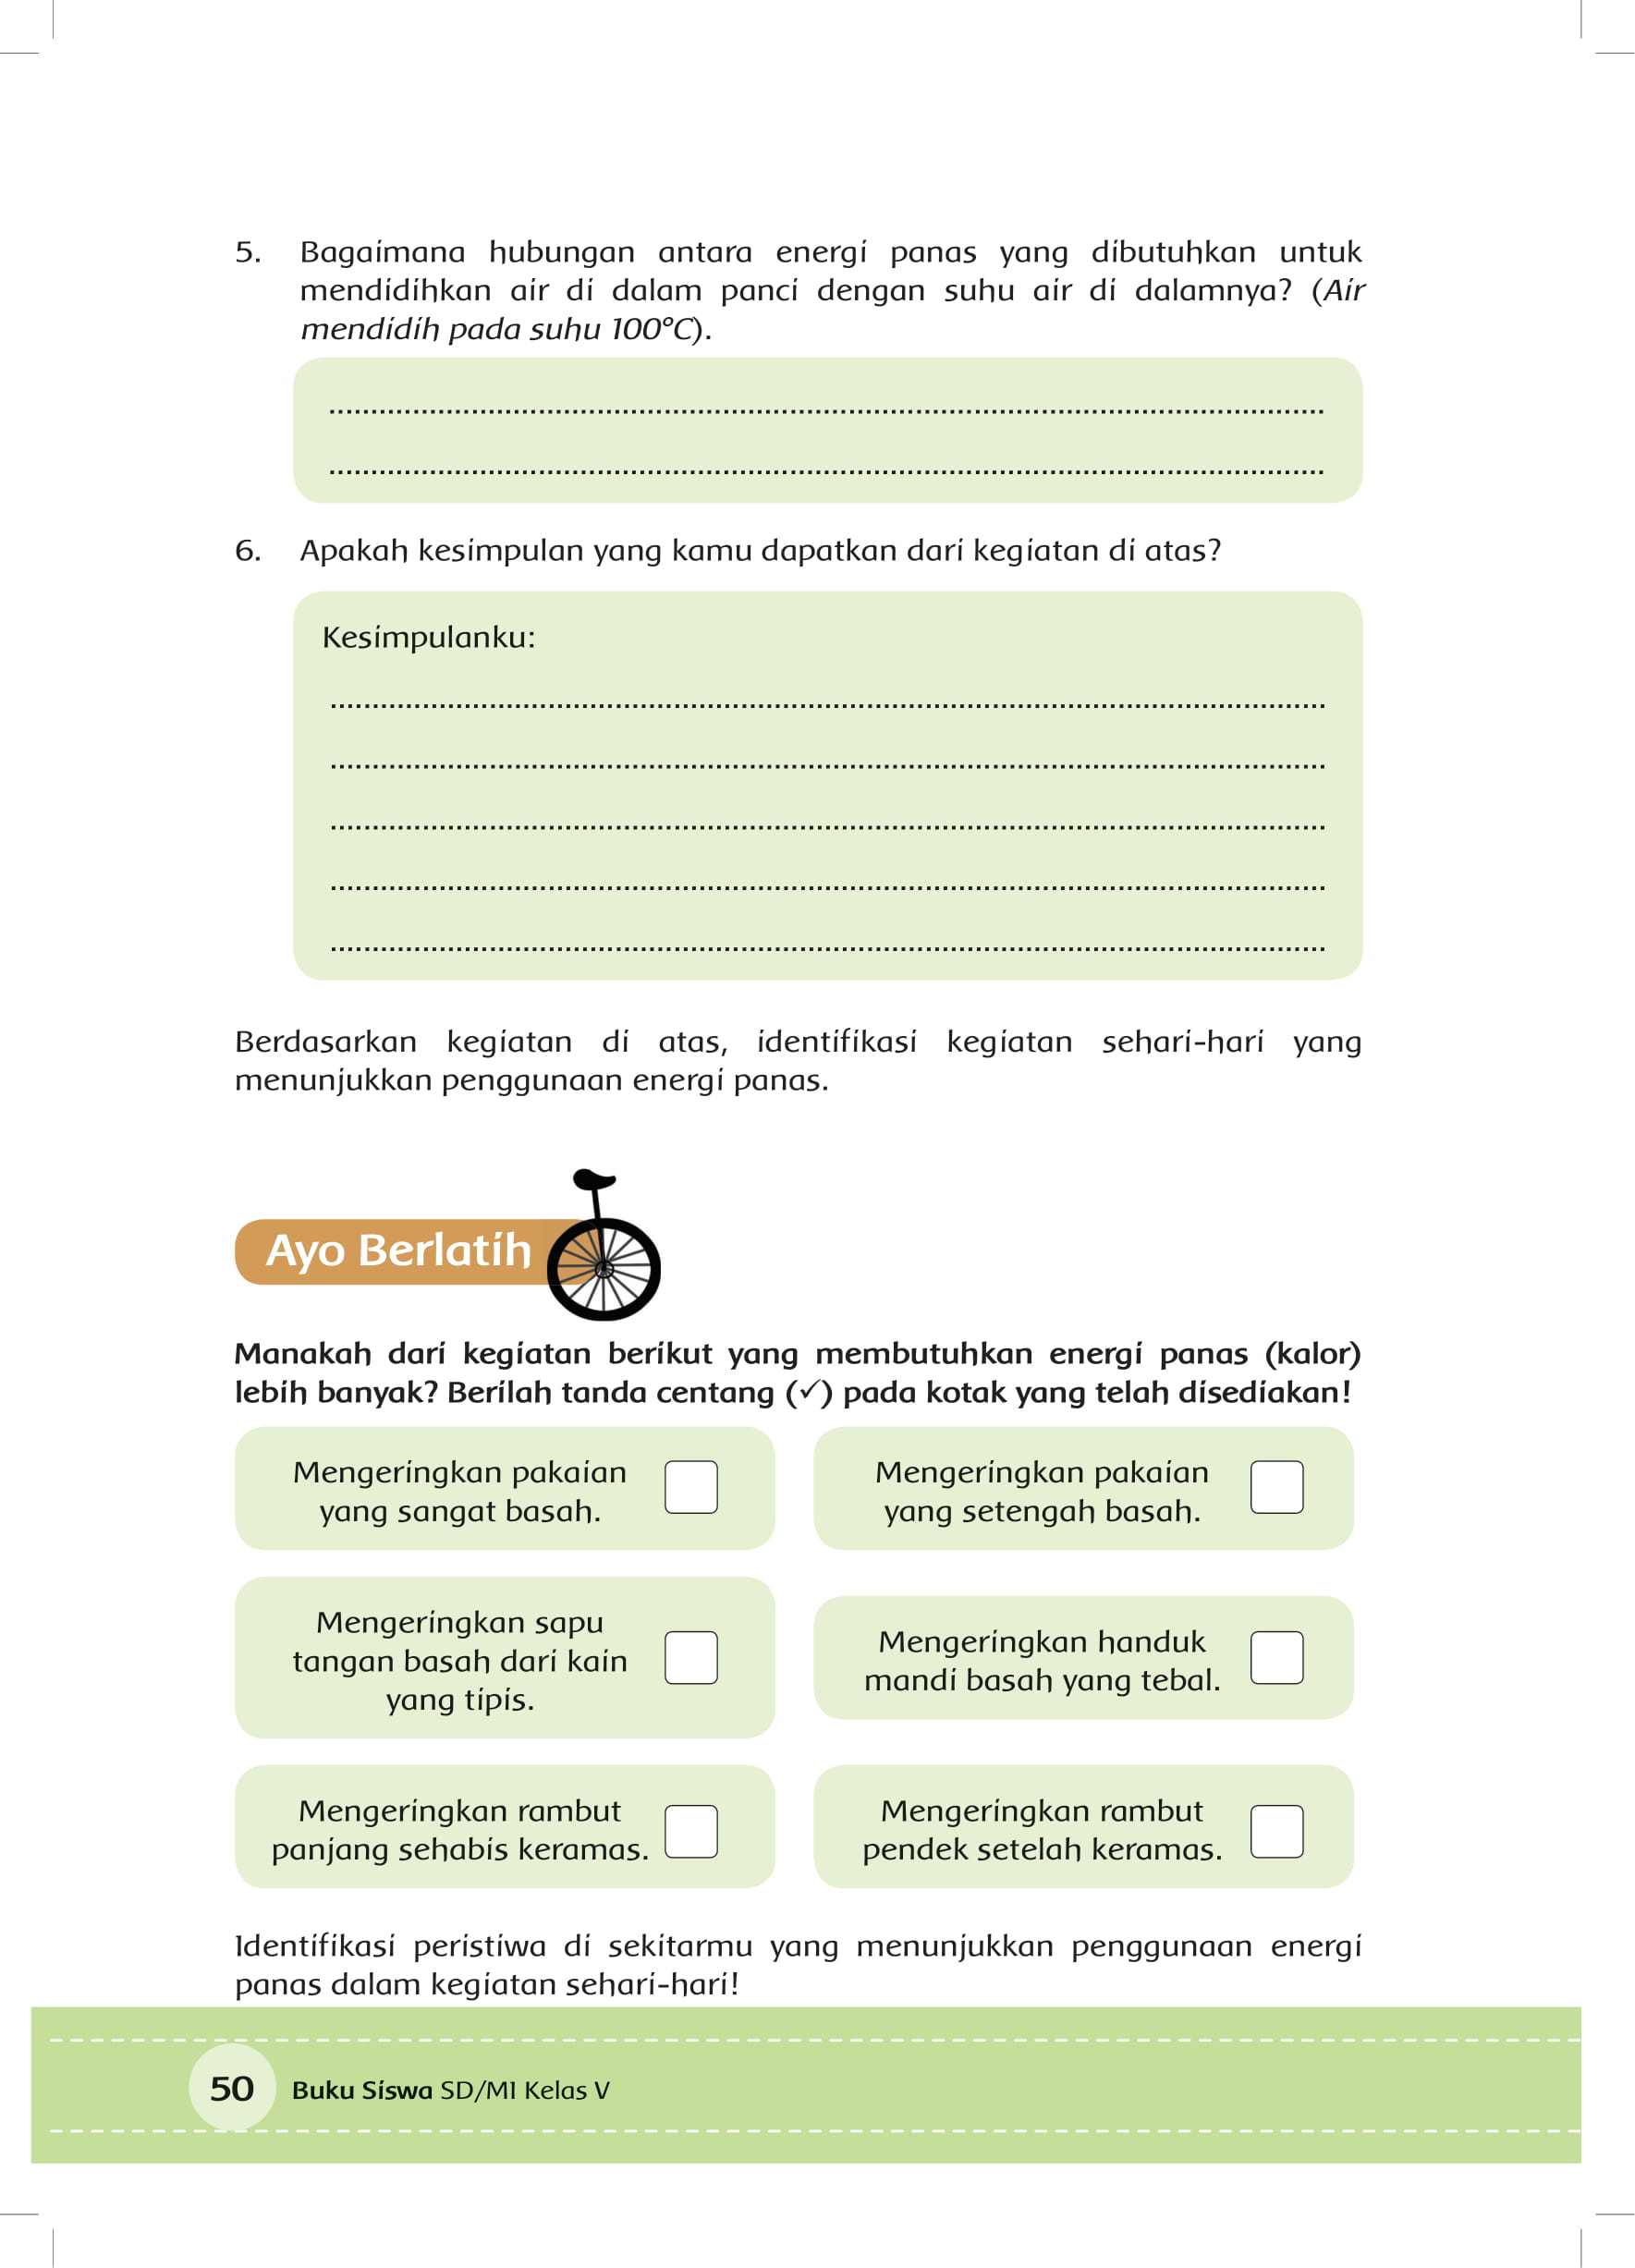 5. Bagaimana hubungan antara energi panas yang dibutuhkan untuk
mendidihkan air di dalam panci dengan suhu air di dalamnya? (Air
mendidih pada suhu 100°C).
........................................................................
........................................................................
6. Apakah kesimpulan yang kamu dapatkan dari kegiatan di atas?
Kesimpulanku:
........................................................................
........................................................................
........................................................................
........................................................................
........................................................................
Berdasarkan kegiatan di atas, identifikasi kegiatan sehari-hari yang
menunjukkan penggunaan energi panas.
Ayo Berlatih
Manakah dari kegiatan berikut yang membutuhkan energi panas (kalor)
lebih banyak? Berilah tanda centang (✓) pada kotak yang telah disediakan!
Mengeringkan pakaian
yang sangat basah.
Mengeringkan pakaian
yang setengah basah.
Mengeringkan sapu
tangan basah dari kain
yang tipis.
Mengeringkan handuk
mandi basah yang tebal.
Mengeringkan rambut
panjang sehabis keramas.
Mengeringkan rambut
pendek setelah keramas.
Identifikasi peristiwa di sekitarmu yang menunjukkan penggunaan energi
panas dalam kegiatan sehari-hari!
50 Buku Siswa SD/MI Kelas V